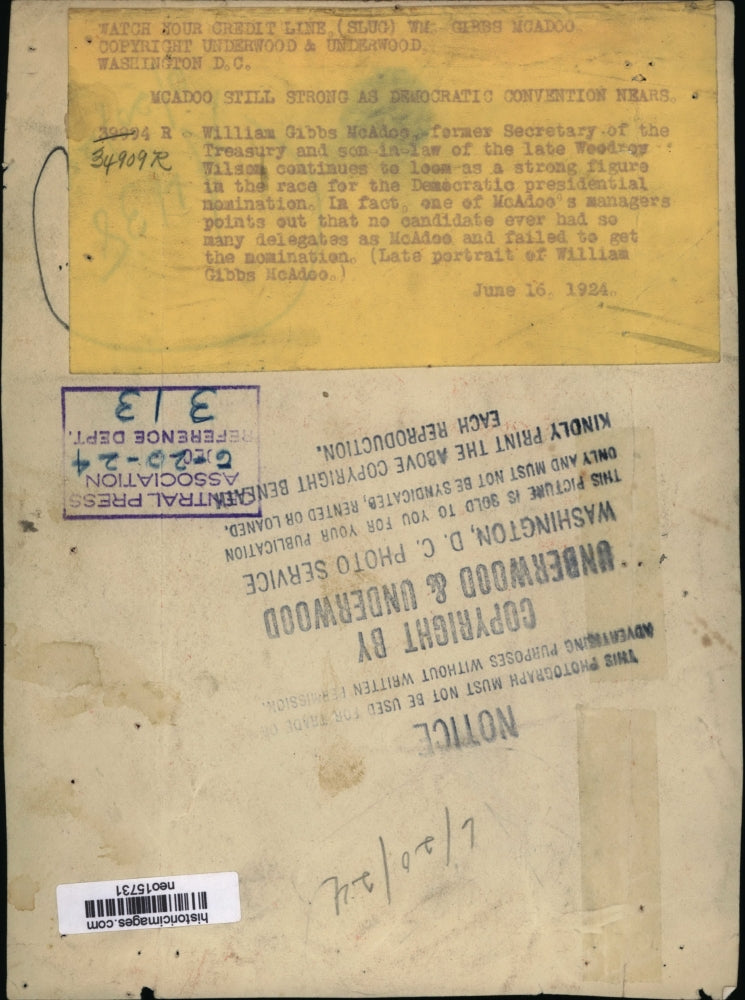 WATCH YOUR CREDIT LINE (SLUG) WM. GIBBS MCADOO
COPYRIGHT UNDERWOOD & UNDERWOOD
WASHINGTON D.C.
MCADOO STILL STRONG AS DEMOCRATIC CONVENTION NEARS.
R William Gibbs McAdoo, former Secretary of the
34909R
Treasury and son-in-law of the late Woodrow
Wilson continues to loom as a strong figure
in the race for the Democratic presidential
nomination. In fact, one of McAdoo's managers
points out that no candidate ever had so
many delegates as McAdoo and failed to get
the nomination. (Late portrait of William
Gibbs McAdoo.)
June 16, 1924.
NTRAL PRESS
ASSOCIATION
6-20-24
REFERENCE DEPT.
313
NOTICE
THIS PHOTOGRAPH MUST NOT BE USED FOR TRADE OR
ADVERTISING PURPOSES WITHOUT WRITTEN PERMISSION.
COPYRIGHT BY
UNDERWOOD & UNDERWOOD
WASHINGTON, D. C. PHOTO SERVICE
THIS PICTURE IS SOLD TO YOU FOR YOUR PUBLICATION
ONLY AND MUST NOT BE SYNDICATED, RENTED OR LOANED.
KINDLY PRINT THE ABOVE COPYRIGHT BENEATH
EACH REPRODUCTION.
6/20/24
historicimages.com
neo15731